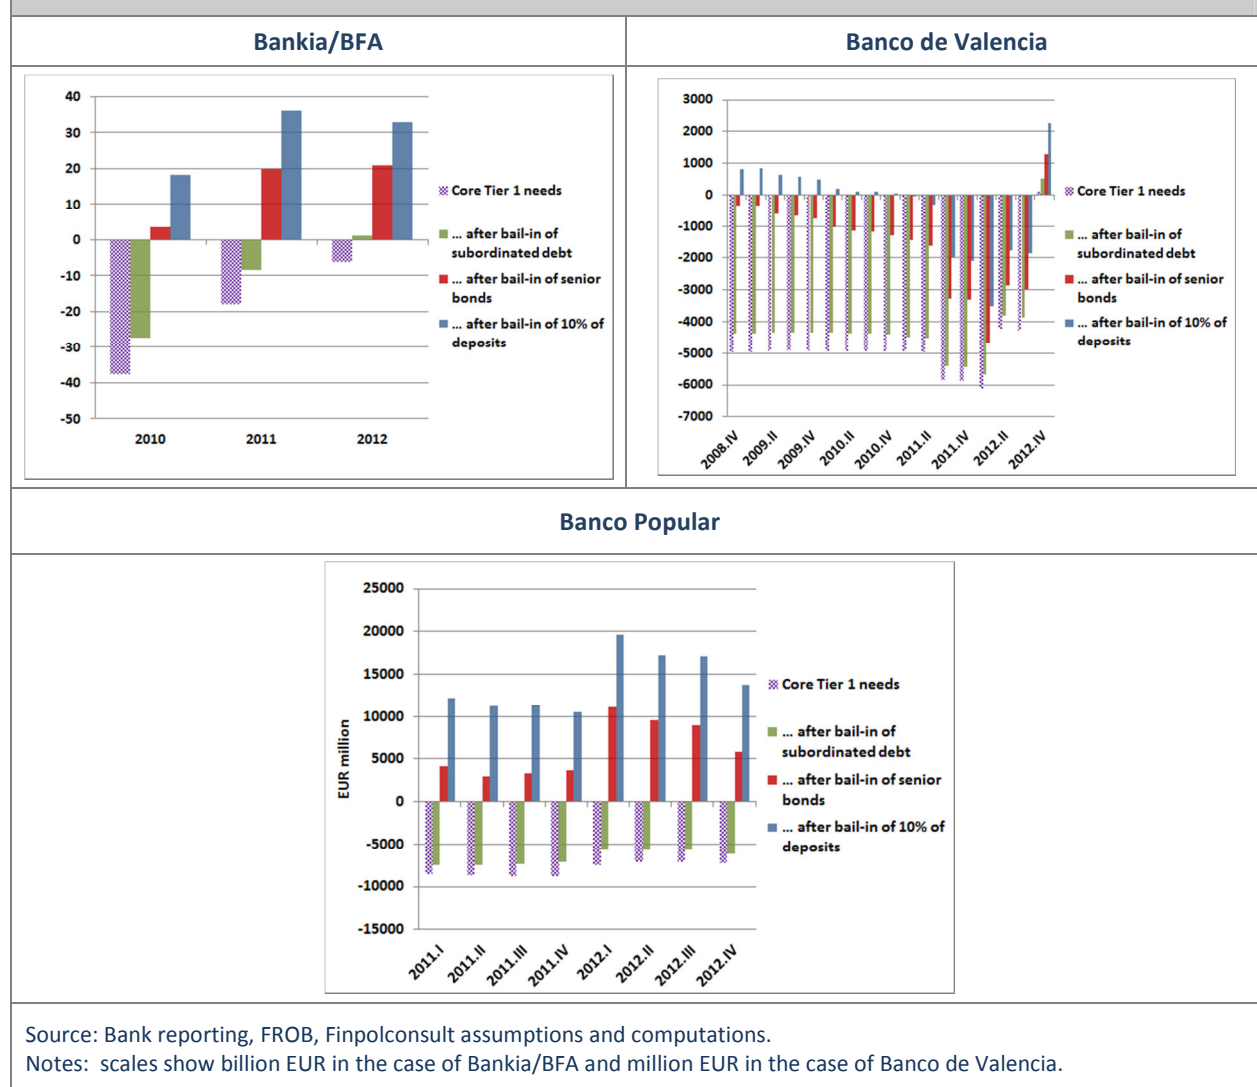 Bankia/BFA
40
30
20
10
0
-10
-20
-30
-40
-50
2010
2011
2012
Core Tier 1 needs
... after bail-in of
subordinated debt
... after bail-in of senior
bonds
... after bail-in of 10% of
deposits
Banco de Valencia
3000
2000
1000
0
-1000
-2000
-3000
-4000
-5000
-6000
-7000
2008.IV
2009.II
2009.IV
2010.II
2010.IV
2011.II
2011.IV
2012.II
2012.IV
Core Tier 1 needs
... after bail-in of
subordinated debt
... after bail-in of senior
bonds
... after bail-in of 10% of
deposits
Banco Popular
EUR million
25000
20000
15000
10000
5000
0
-5000
-10000
-15000
2011.I
2011.II
2011.III
2011.IV
2012.I
2012.II
2012.III
2012.IV
Core Tier 1 needs
... after bail-in of
subordinated debt
... after bail-in of senior
bonds
... after bail-in of 10% of
deposits
Source: Bank reporting, FROB, Finpolconsult assumptions and computations.
Notes:  scales show billion EUR in the case of Bankia/BFA and million EUR in the case of Banco de Valencia.